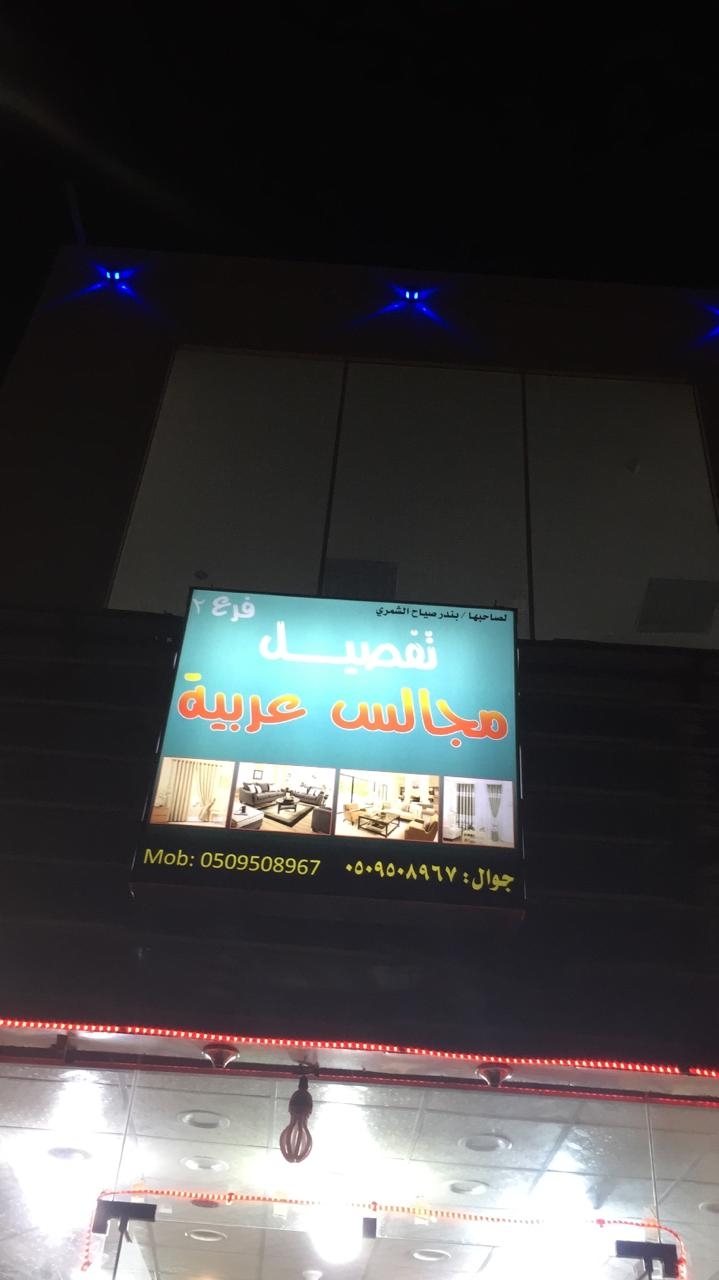 لصاحبها / بندر صياح الشمري
فرع ٢
تفصيل
مجالس عربية
جوال: ٠٥٠٩٥٠٨٩٦٧
Mob: 0509508967